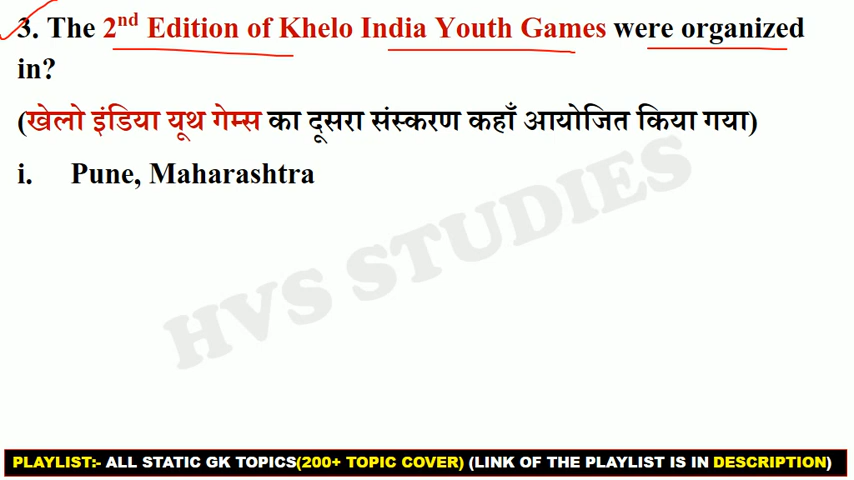 3. The 2nd Edition of Khelo India Youth Games were organized
in?
(खेलो इंडिया यूथ गेम्स का दूसरा संस्करण कहाँ आयोजित किया गया)
i. Pune, Maharashtra
HVS STUDIES
PLAYLIST:- ALL STATIC GK TOPICS(200+ TOPIC COVER) (LINK OF THE PLAYLIST IS IN DESCRIPTION)